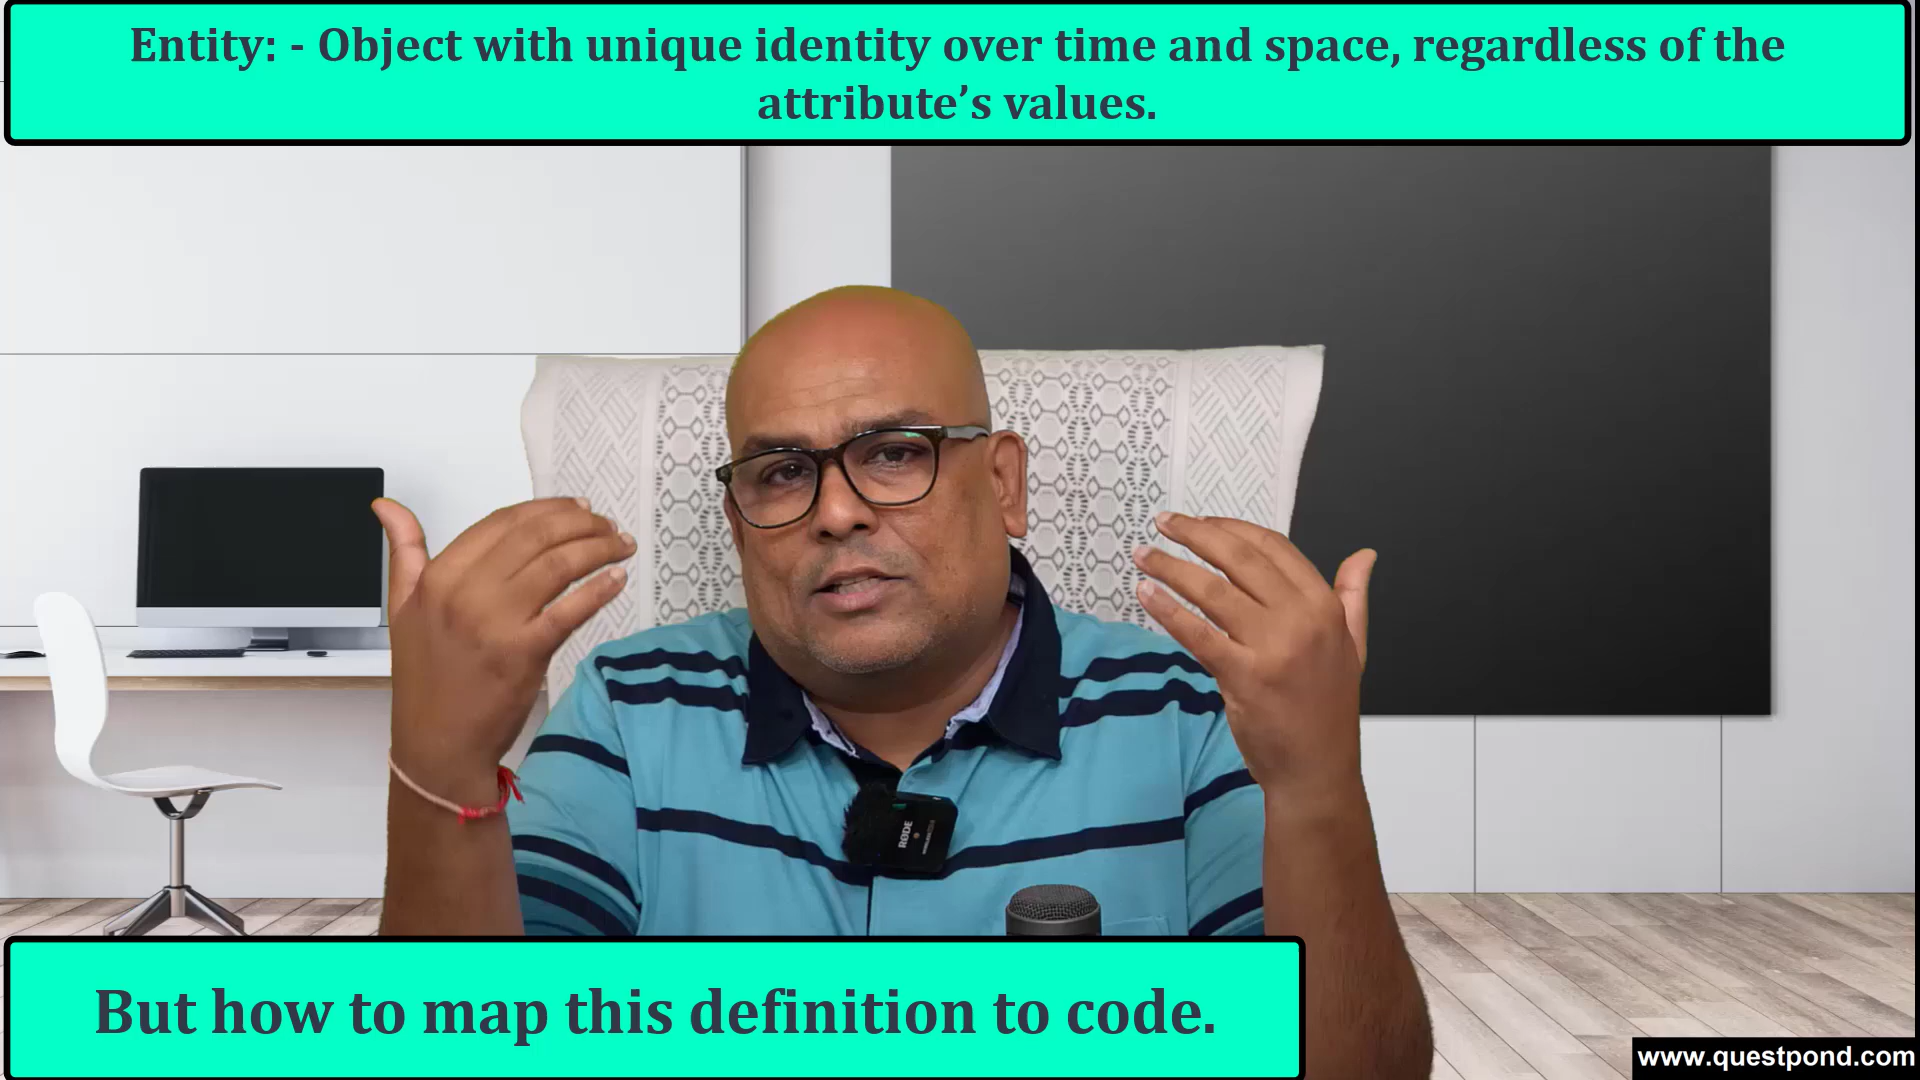 Entity: - Object with unique identity over time and space, regardless of the
attribute’s values.
RØDE
But how to map this definition to code.
www.questpond.com